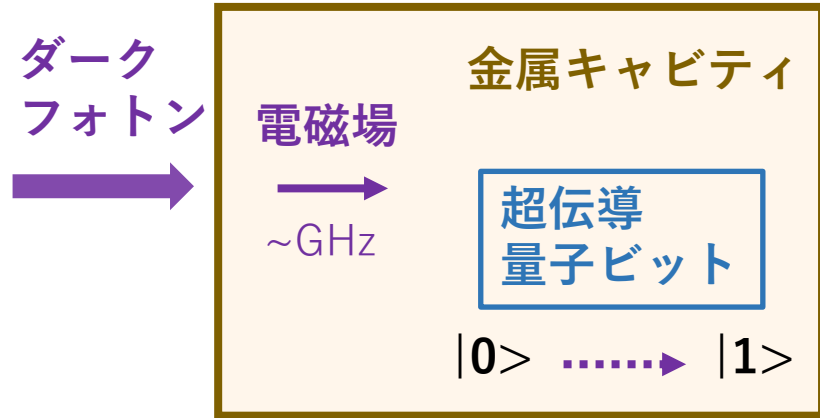 ダーク
フォトン
金属キャビティ
電磁場
~GHz
超伝導
量子ビット
|0> |1>